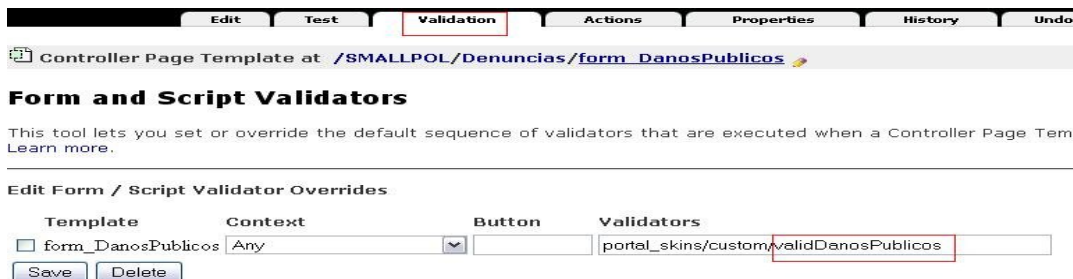 Edit Test Validation Actions Properties History Undo
Controller Page Template at /SMALLPOL/Denuncias/form_DanosPublicos
Form and Script Validators
This tool lets you set or override the default sequence of validators that are executed when a Controller Page Tem
Learn more.
Edit Form / Script Validator Overrides
Template Context Button Validators
form_DanosPublicos Any portal_skins/custom/validDanosPublicos
Save Delete